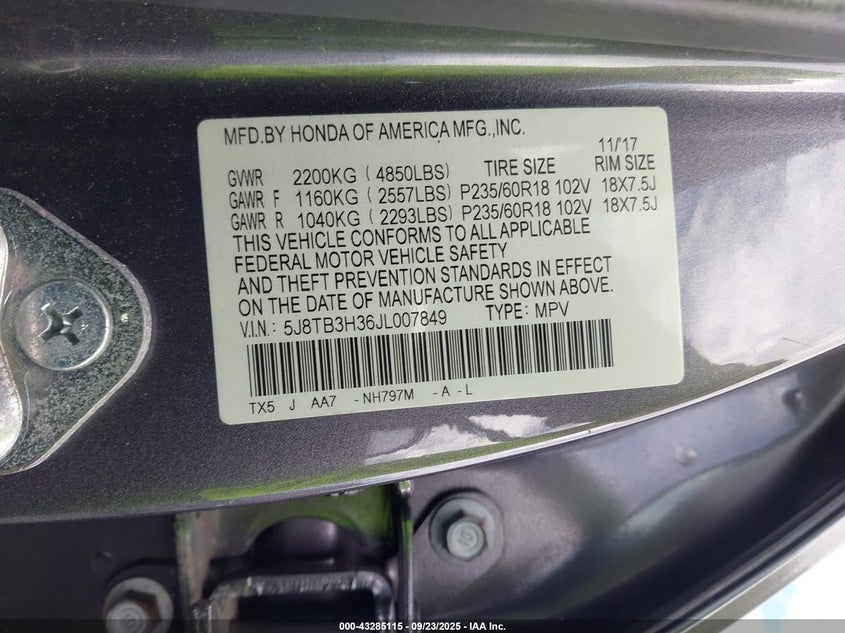 MFD.BY HONDA OF AMERICA MFG.,INC.
11/'17
GVWR 2200KG (4850LBS) TIRE SIZE RIM SIZE
GAWR F 1160KG (2557LBS) P235/60R18 102V 18X7.5J
GAWR R 1040KG (2293LBS) P235/60R18 102V 18X7.5J
THIS VEHICLE CONFORMS TO ALL APPLICABLE
FEDERAL MOTOR VEHICLE SAFETY
AND THEFT PREVENTION STANDARDS IN EFFECT
ON THE DATE OF MANUFACTURE SHOWN ABOVE.
V.I.N.: 5J8TB3H36JL007849 TYPE: MPV
TX5 J AA7 -NH797M -A-L
10
000-43285115 - 09/23/2025 - IAA Inc.